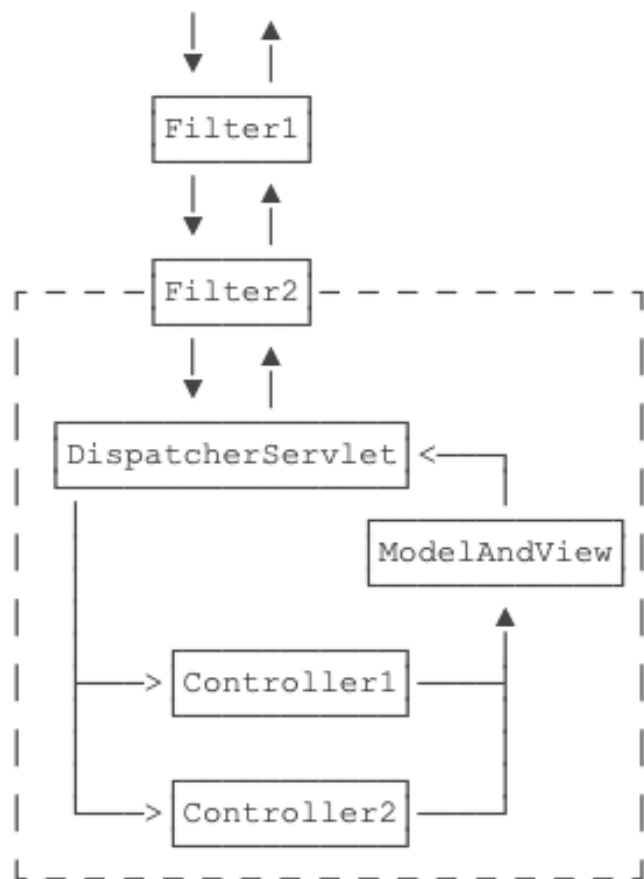 Filter1
Filter2
DispatcherServlet
ModelAndView
Controller1
Controller2